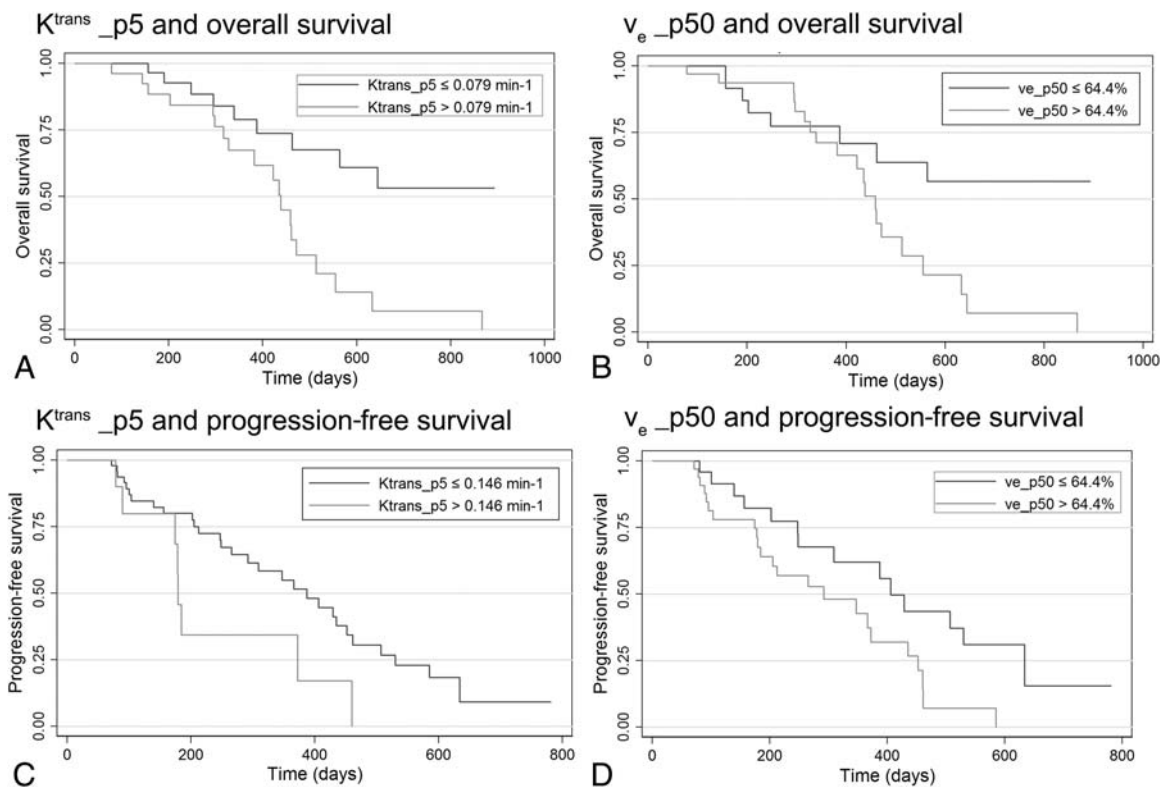 K^trans _p5 and overall survival
Overall survival
1.00
0.75
0.50
0.25
0.00
Ktrans_p5 ≤ 0.079 min-1
Ktrans_p5 > 0.079 min-1
0 200 400 600 800 1000
Time (days)
A
v_e _p50 and overall survival
Overall survival
1.00
0.75
0.50
0.25
0.00
ve_p50 ≤ 64.4%
ve_p50 > 64.4%
0 200 400 600 800 1000
Time (days)
B
K^trans _p5 and progression-free survival
Progression-free survival
1.00
0.75
0.50
0.25
0.00
Ktrans_p5 ≤ 0.146 min-1
Ktrans_p5 > 0.146 min-1
0 200 400 600 800
Time (days)
C
v_e _p50 and progression-free survival
Progression-free survival
1.00
0.75
0.50
0.25
0.00
ve_p50 ≤ 64.4%
ve_p50 > 64.4%
0 200 400 600 800
Time (days)
D